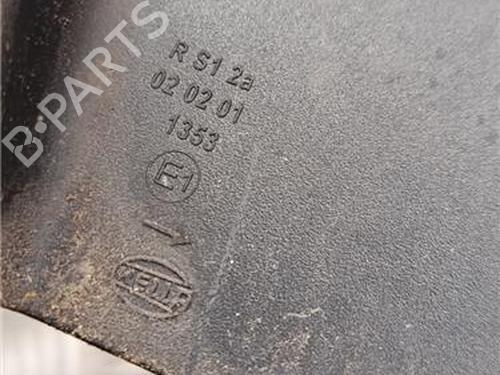 R S1 2a
02 02 01
1353
E1
HELLA
B-PARTS